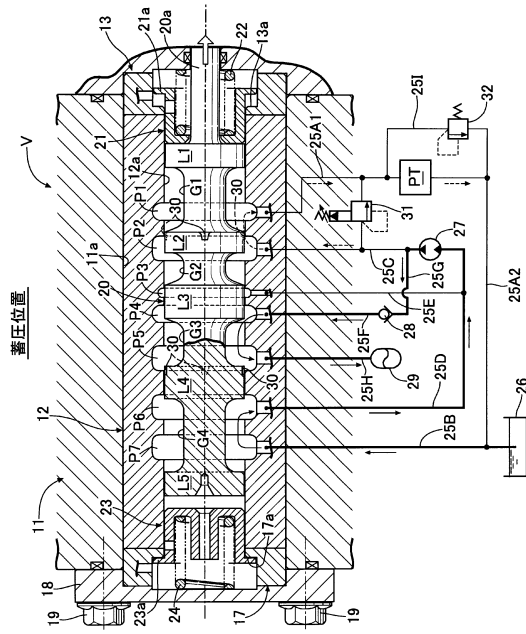 蓄圧位置
V
11
12
20
11a
12a
21
21a
13
20a
22
13a
P1
P2
P3
P4
P5
P6
P7
30
30
30
30
L1
L2
L3
L4
L5
G1
G2
G3
G4
23
23a
24
17
17a
18
19
19
25A1
25I
32
PT
31
25C
27
25G
25E
28
25F
25A2
29
25H
25D
25B
26